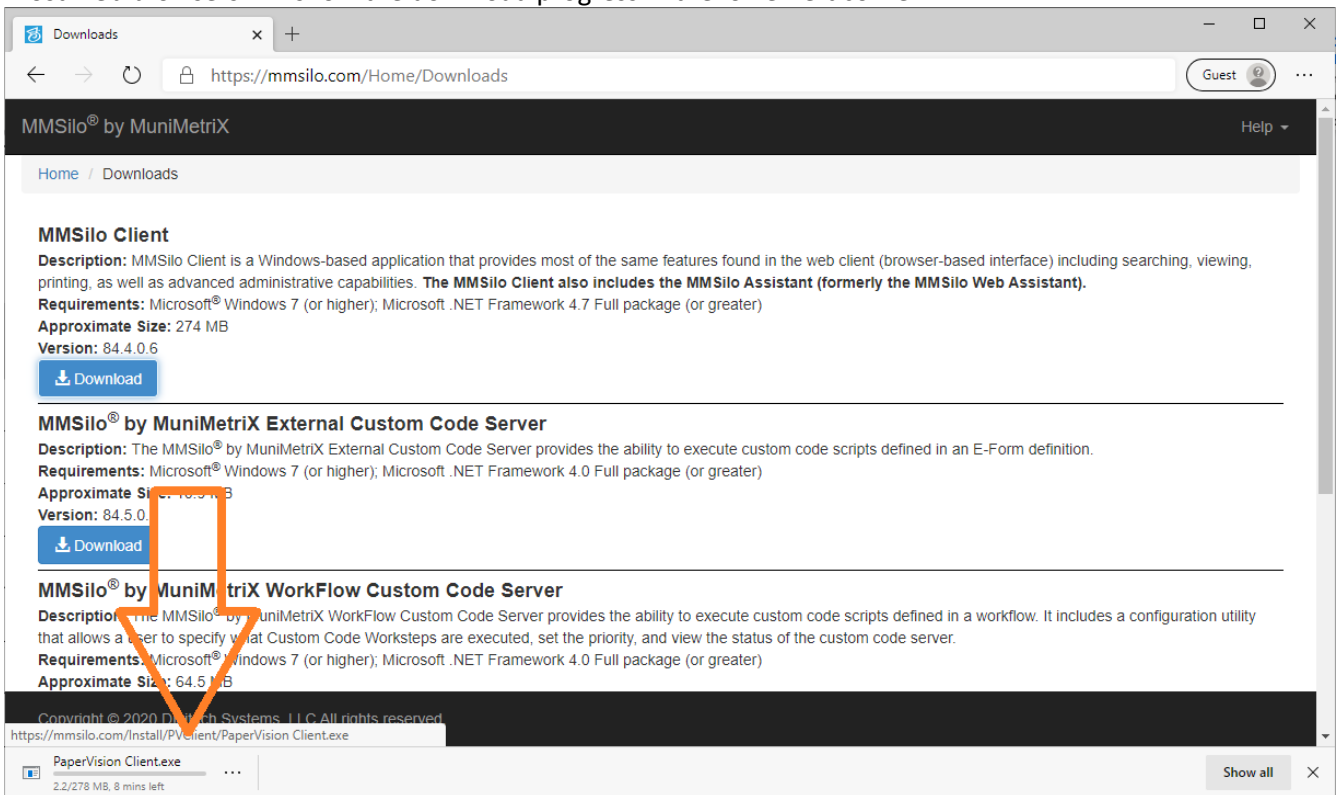 Downloads
https://mmsilo.com/Home/Downloads
Guest
MMSilo® by MuniMetriX
Help
Home / Downloads
MMSilo Client
Description: MMSilo Client is a Windows-based application that provides most of the same features found in the web client (browser-based interface) including searching, viewing,
printing, as well as advanced administrative capabilities. The MMSilo Client also includes the MMSilo Assistant (formerly the MMSilo Web Assistant).
Requirements: Microsoft® Windows 7 (or higher); Microsoft .NET Framework 4.7 Full package (or greater)
Approximate Size: 274 MB
Version: 84.4.0.6
Download
MMSilo® by MuniMetriX External Custom Code Server
Description: The MMSilo® by MuniMetriX External Custom Code Server provides the ability to execute custom code scripts defined in an E-Form definition.
Requirements: Microsoft® Windows 7 (or higher); Microsoft .NET Framework 4.0 Full package (or greater)
Approximate
Version: 84.5.0.
Download
MMSilo® by MuniMetriX WorkFlow Custom Code Server
Description: The MMSilo® by MuniMetriX WorkFlow Custom Code Server provides the ability to execute custom code scripts defined in a workflow. It includes a configuration utility
that allows a user to specify what Custom Code Worksteps are executed, set the priority, and view the status of the custom code server.
Requirements: Microsoft® Windows 7 (or higher); Microsoft .NET Framework 4.0 Full package (or greater)
Approximate Size: 64.5 MB
Copyright © 2020 Digitech Systems, LLC All rights reserved
https://mmsilo.com/Install/PVClient/PaperVision Client.exe
PaperVision Client.exe
2.2/278 MB, 8 mins left
Show all